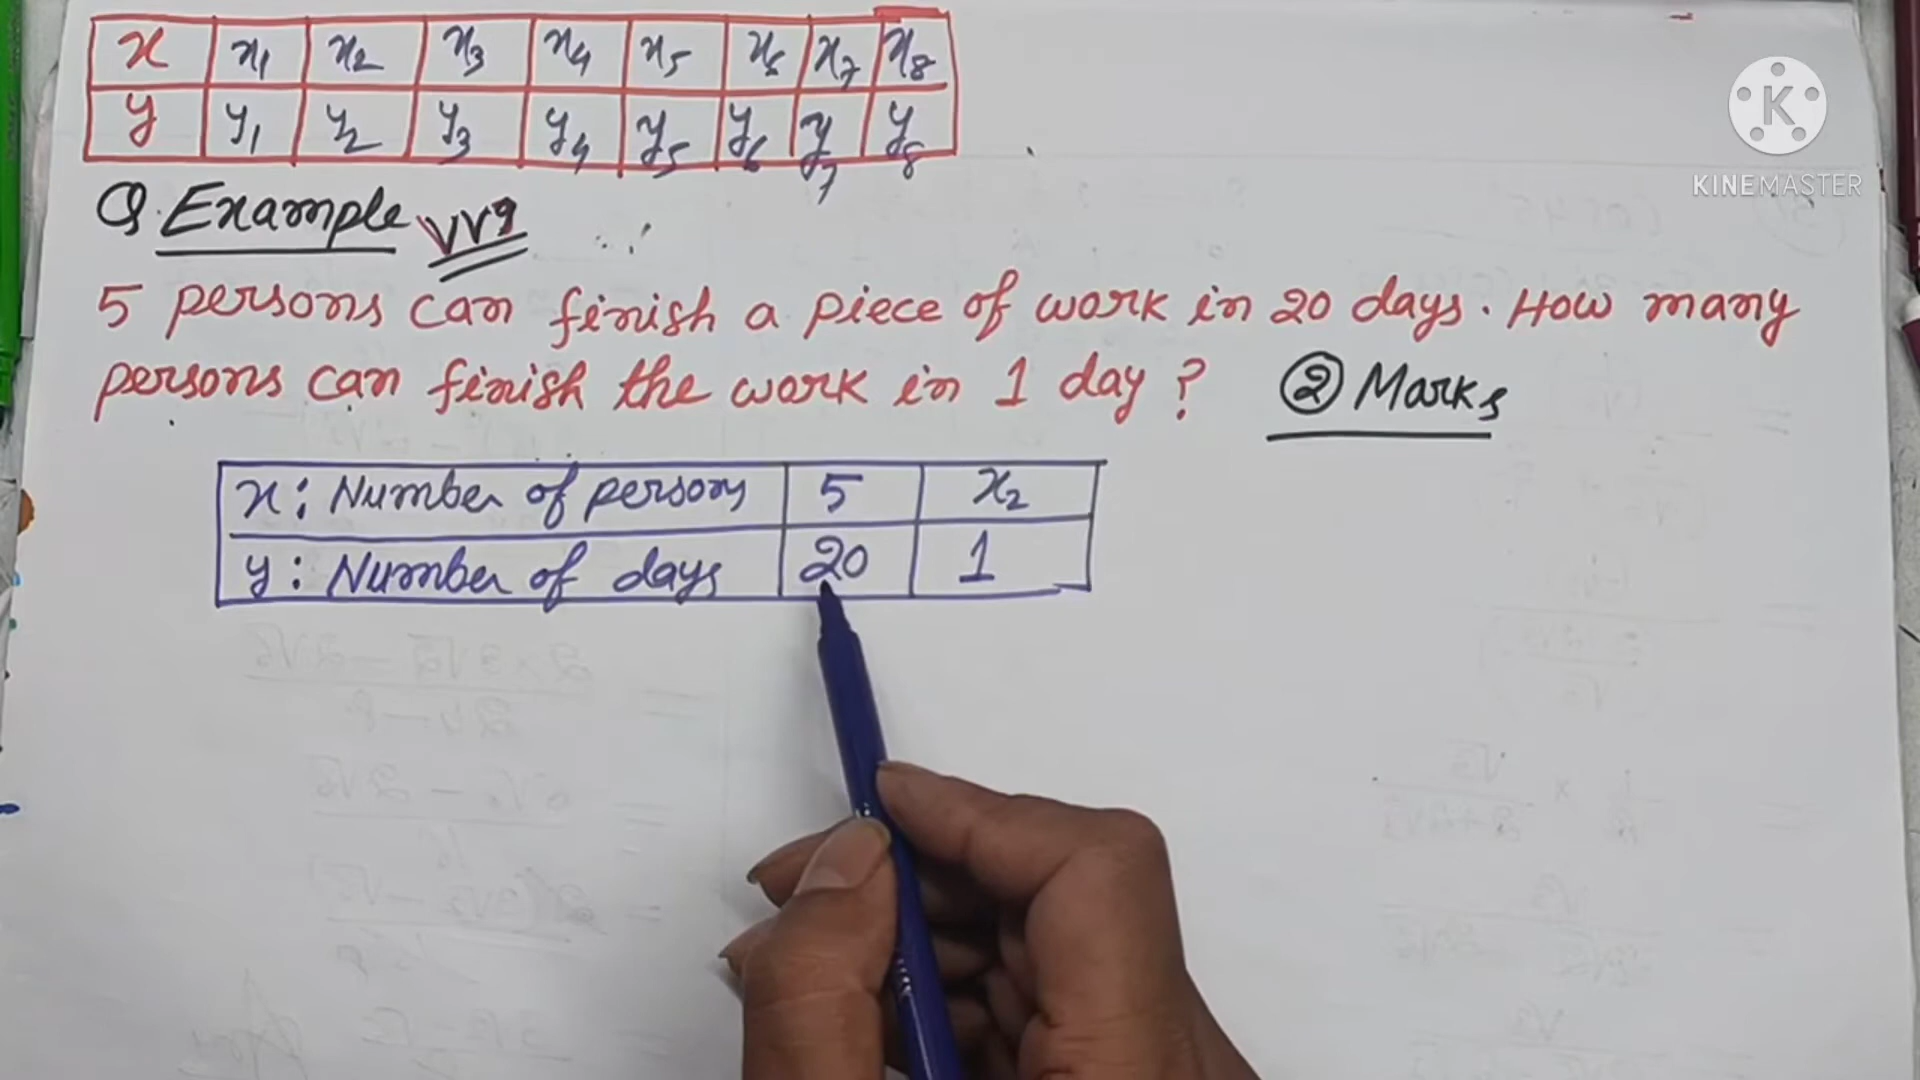 x x₁ x₂ x₃ x₄ x₅ x₆ x₇ x₈
y y₁ y₂ y₃ y₄ y₅ y₆ y₇ y₈
KINEMASTER
Q. Example
5 persons can finish a piece of work in 20 days. How many
persons can finish the work in 1 day? ② Marks
x: Number of persons 5 x₂
y: Number of days 20 1